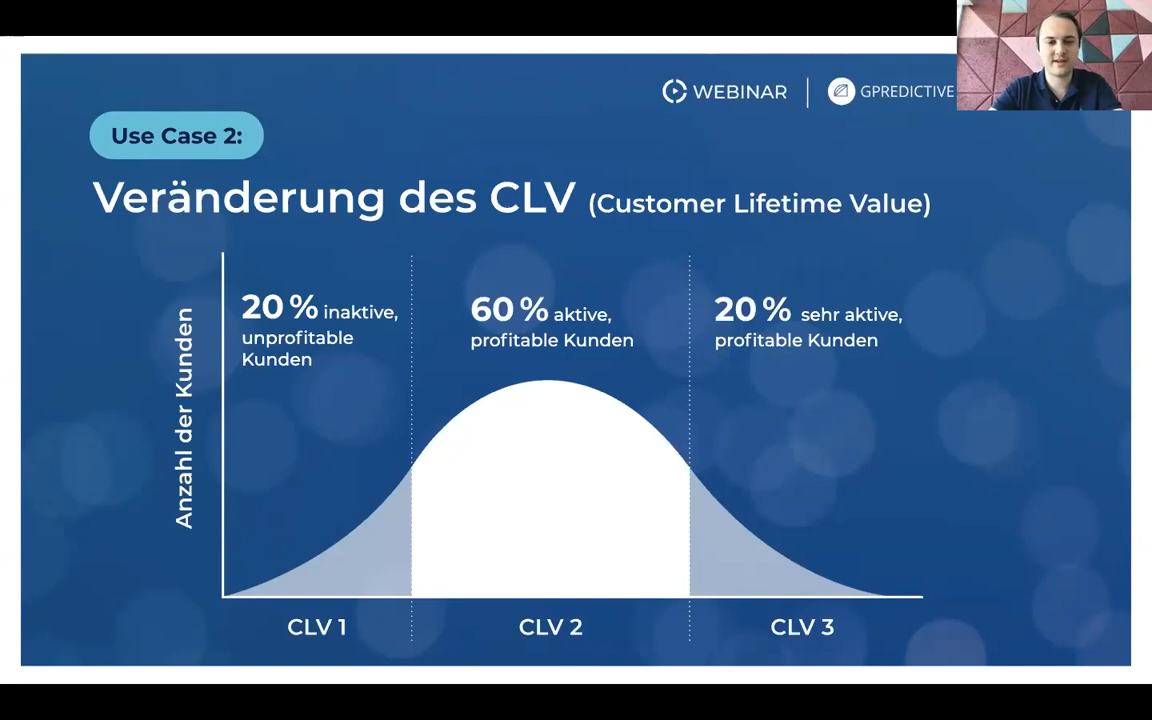 WEBINAR | GPREDICTIVE
Use Case 2:
Veränderung des CLV (Customer Lifetime Value)
Anzahl der Kunden
20 % inaktive,
unprofitable
Kunden
60 % aktive,
profitable Kunden
20 % sehr aktive,
profitable Kunden
CLV 1
CLV 2
CLV 3